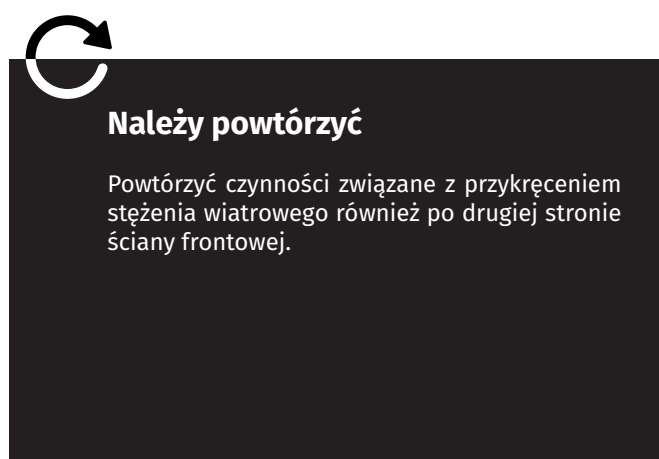 Należy powtórzyć
Powtórzyć czynności związane z przykręceniem
stężenia wiatrowego również po drugiej stronie
ściany frontowej.